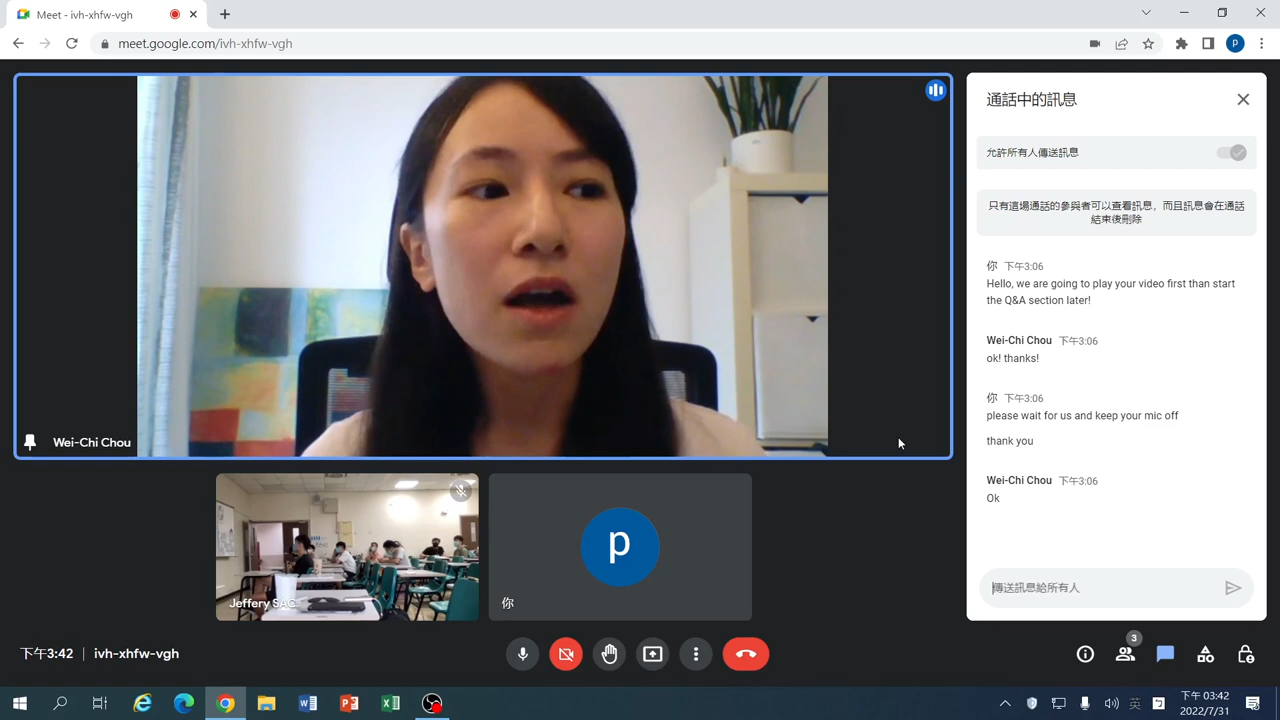 Meet - ivh-xhfw-vgh
meet.google.com/ivh-xhfw-vgh
p
Wei-Chi Chou
Jeffery SAC
p
你
通話中的訊息
允許所有人傳送訊息
只有這場通話的參與者可以查看訊息，而且訊息會在通話
結束後刪除
你 下午3:06
Hello, we are going to play your video first than start
the Q&A section later!
Wei-Chi Chou 下午3:06
ok! thanks!
你 下午3:06
please wait for us and keep your mic off
thank you
Wei-Chi Chou 下午3:06
Ok
傳送訊息給所有人
下午3:42 | ivh-xhfw-vgh
3
英
下午 03:42
2022/7/31